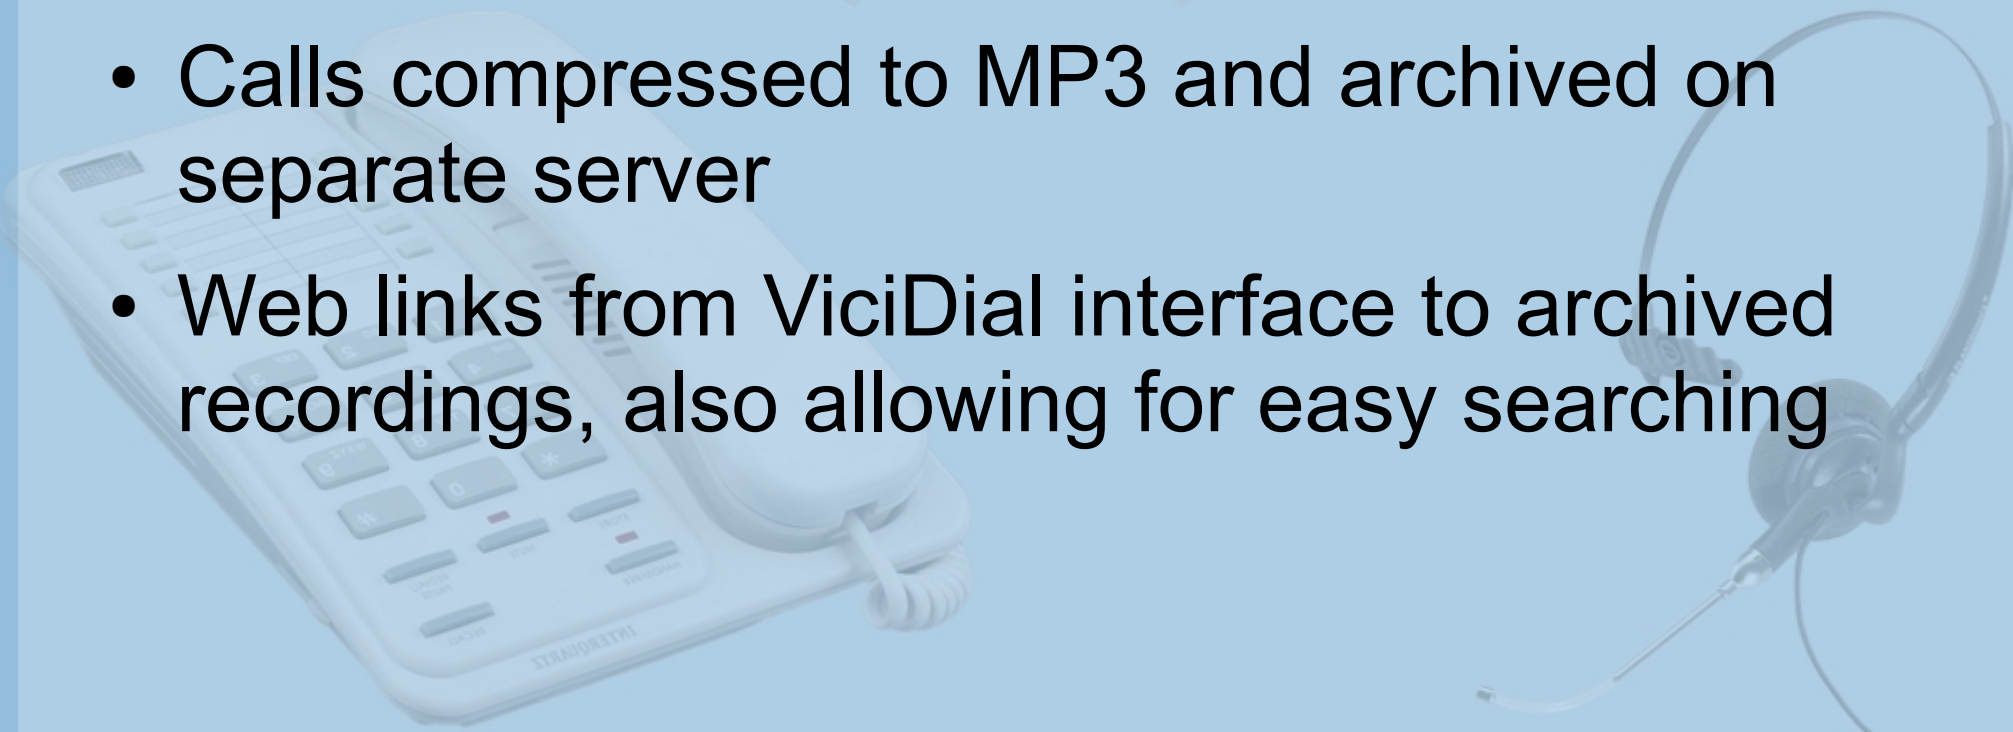 • Calls compressed to MP3 and archived on
separate server
• Web links from ViciDial interface to archived
recordings, also allowing for easy searching
INTERQUARTZ